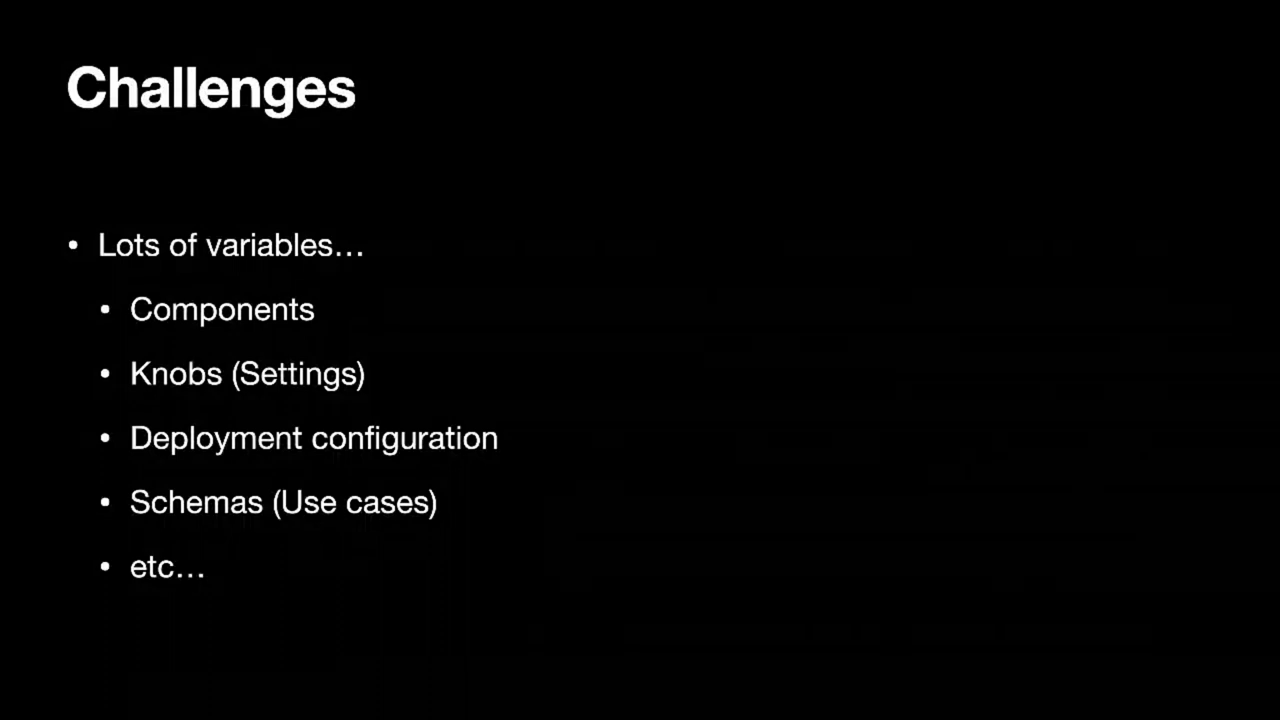 Challenges
• Lots of variables…
• Components
• Knobs (Settings)
• Deployment configuration
• Schemas (Use cases)
• etc…